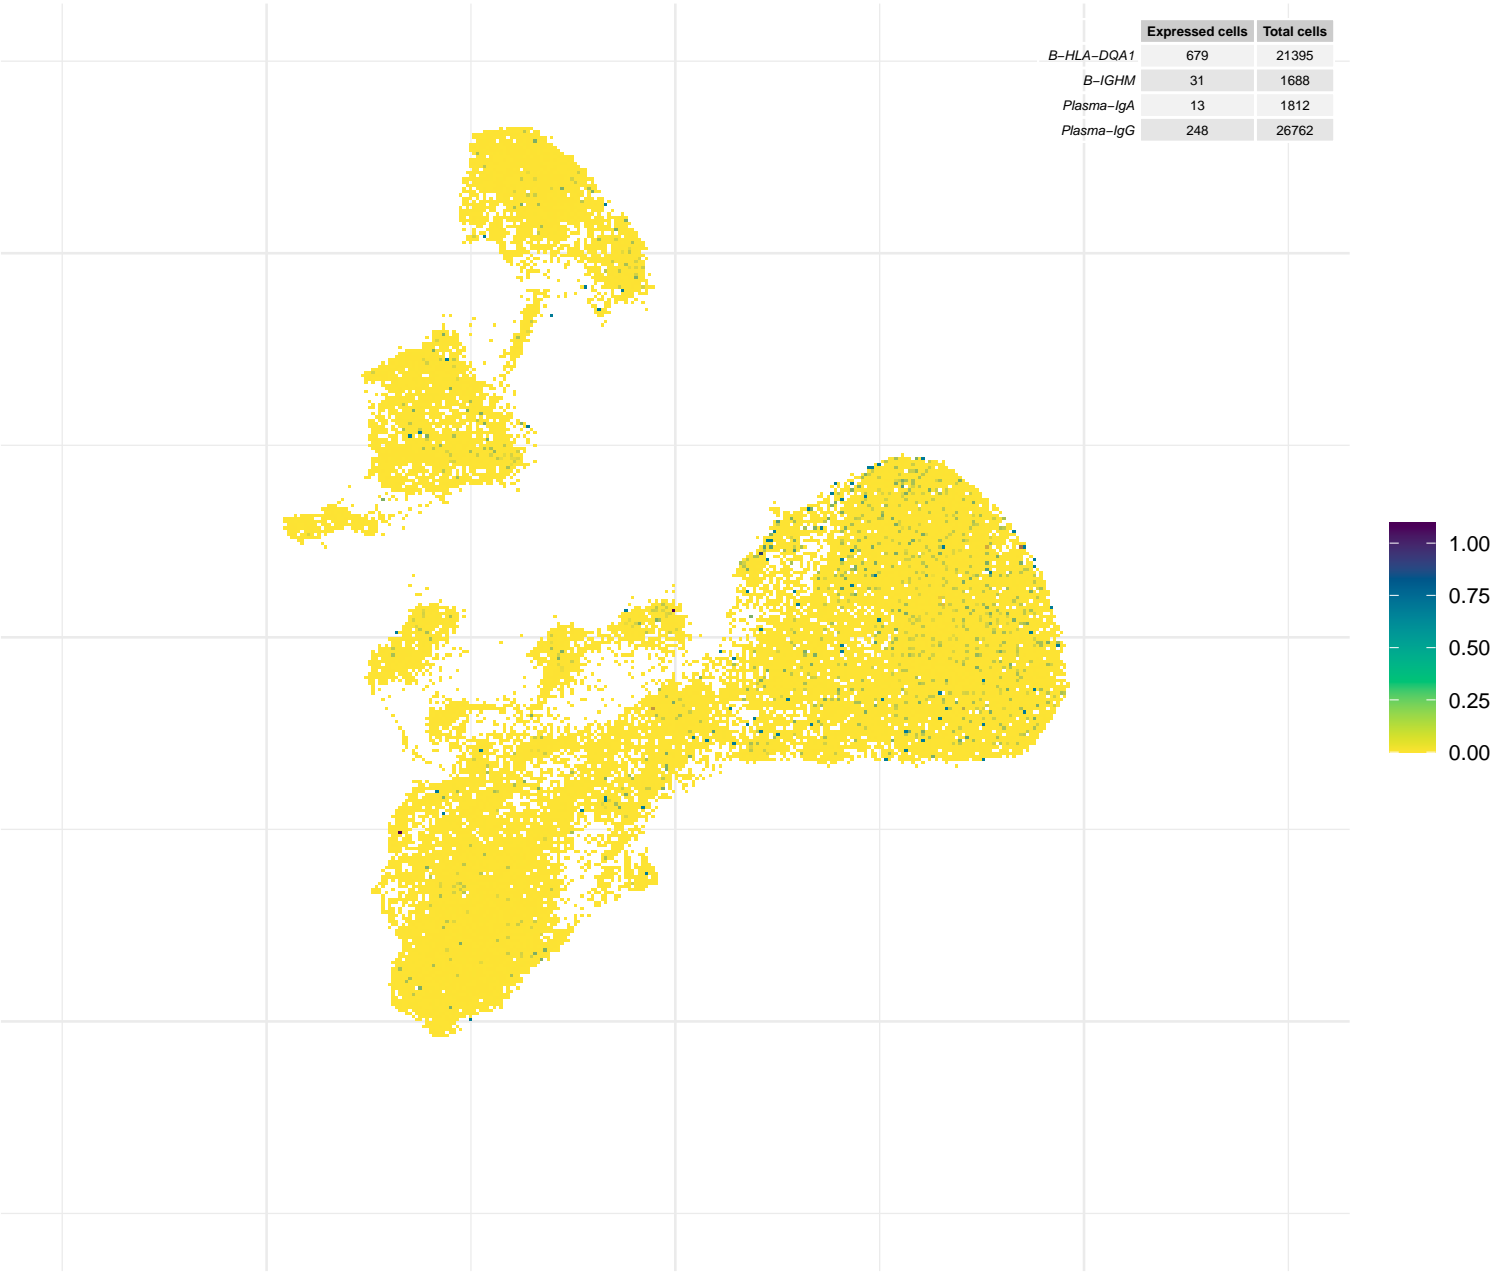 Expressed cells Total cells
B−HLA−DQA1 679 21395
B−IGHM 31 1688
Plasma−IgA 13 1812
Plasma−IgG 248 26762
1.00
0.75
0.50
0.25
0.00